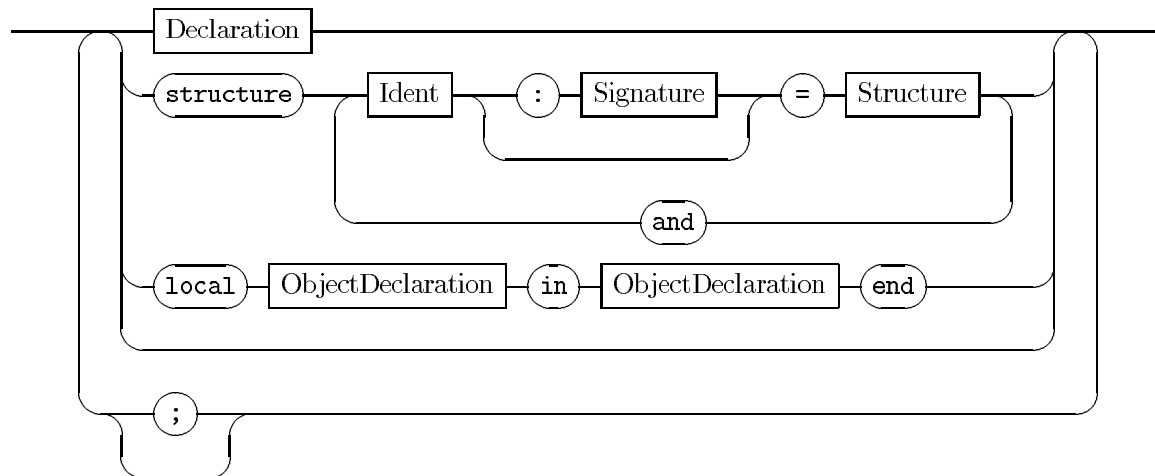 Declaration
structure Ident : Signature = Structure
and
local ObjectDeclaration in ObjectDeclaration end
;